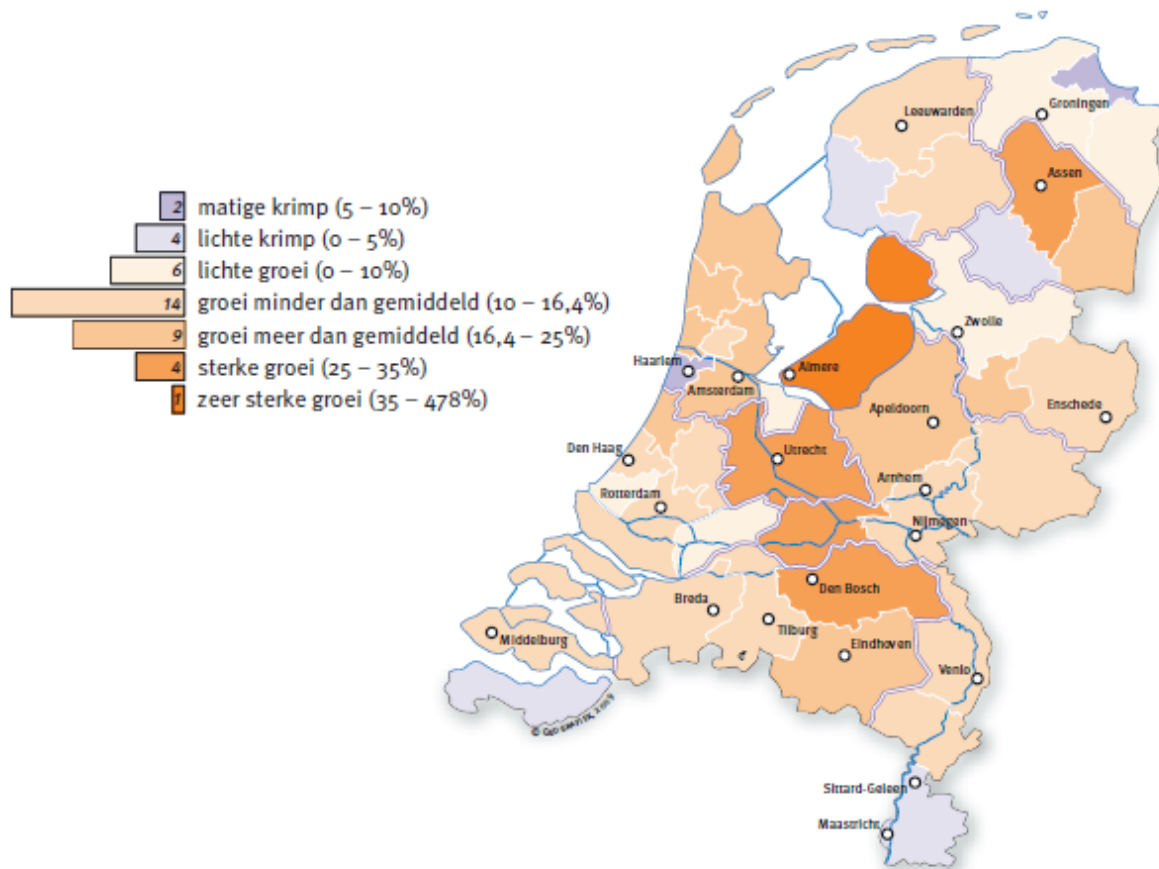 2 matige krimp (5 – 10%)
4 lichte krimp (0 – 5%)
6 lichte groei (0 – 10%)
14 groei minder dan gemiddeld (10 – 16,4%)
9 groei meer dan gemiddeld (16,4 – 25%)
4 sterke groei (25 – 35%)
1 zeer sterke groei (35 – 478%)
Leeuwarden
Groningen
Assen
Zwolle
Haarlem
Almere
Amsterdam
Apeldoorn
Enschede
Den Haag
Utrecht
Arnhem
Rotterdam
Nijmegen
Den Bosch
Breda
Tilburg
Middelburg
Eindhoven
Venlo
©
Sittard-Geleen
Maastricht